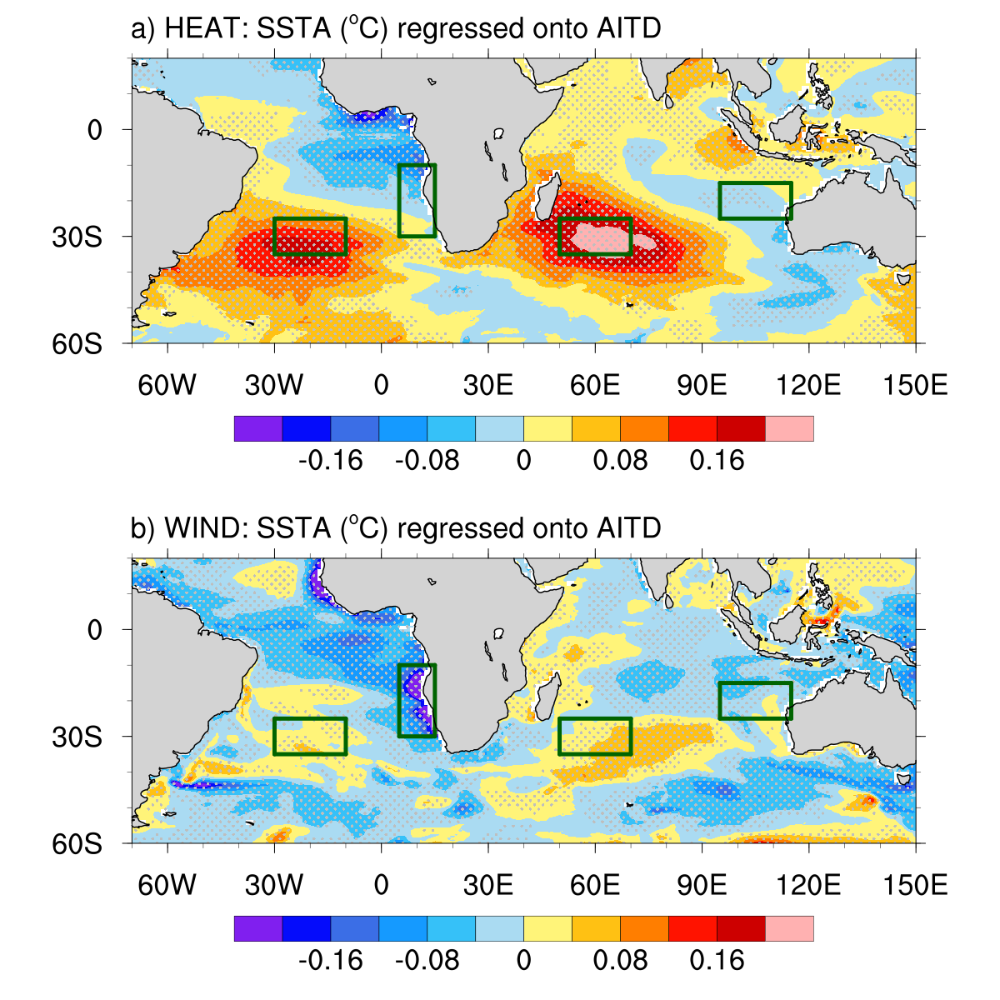 a) HEAT: SSTA (°C) regressed onto AITD
0
30S
60S
60W 30W 0 30E 60E 90E 120E 150E
-0.16 -0.08 0 0.08 0.16
b) WIND: SSTA (°C) regressed onto AITD
0
30S
60S
60W 30W 0 30E 60E 90E 120E 150E
-0.16 -0.08 0 0.08 0.16